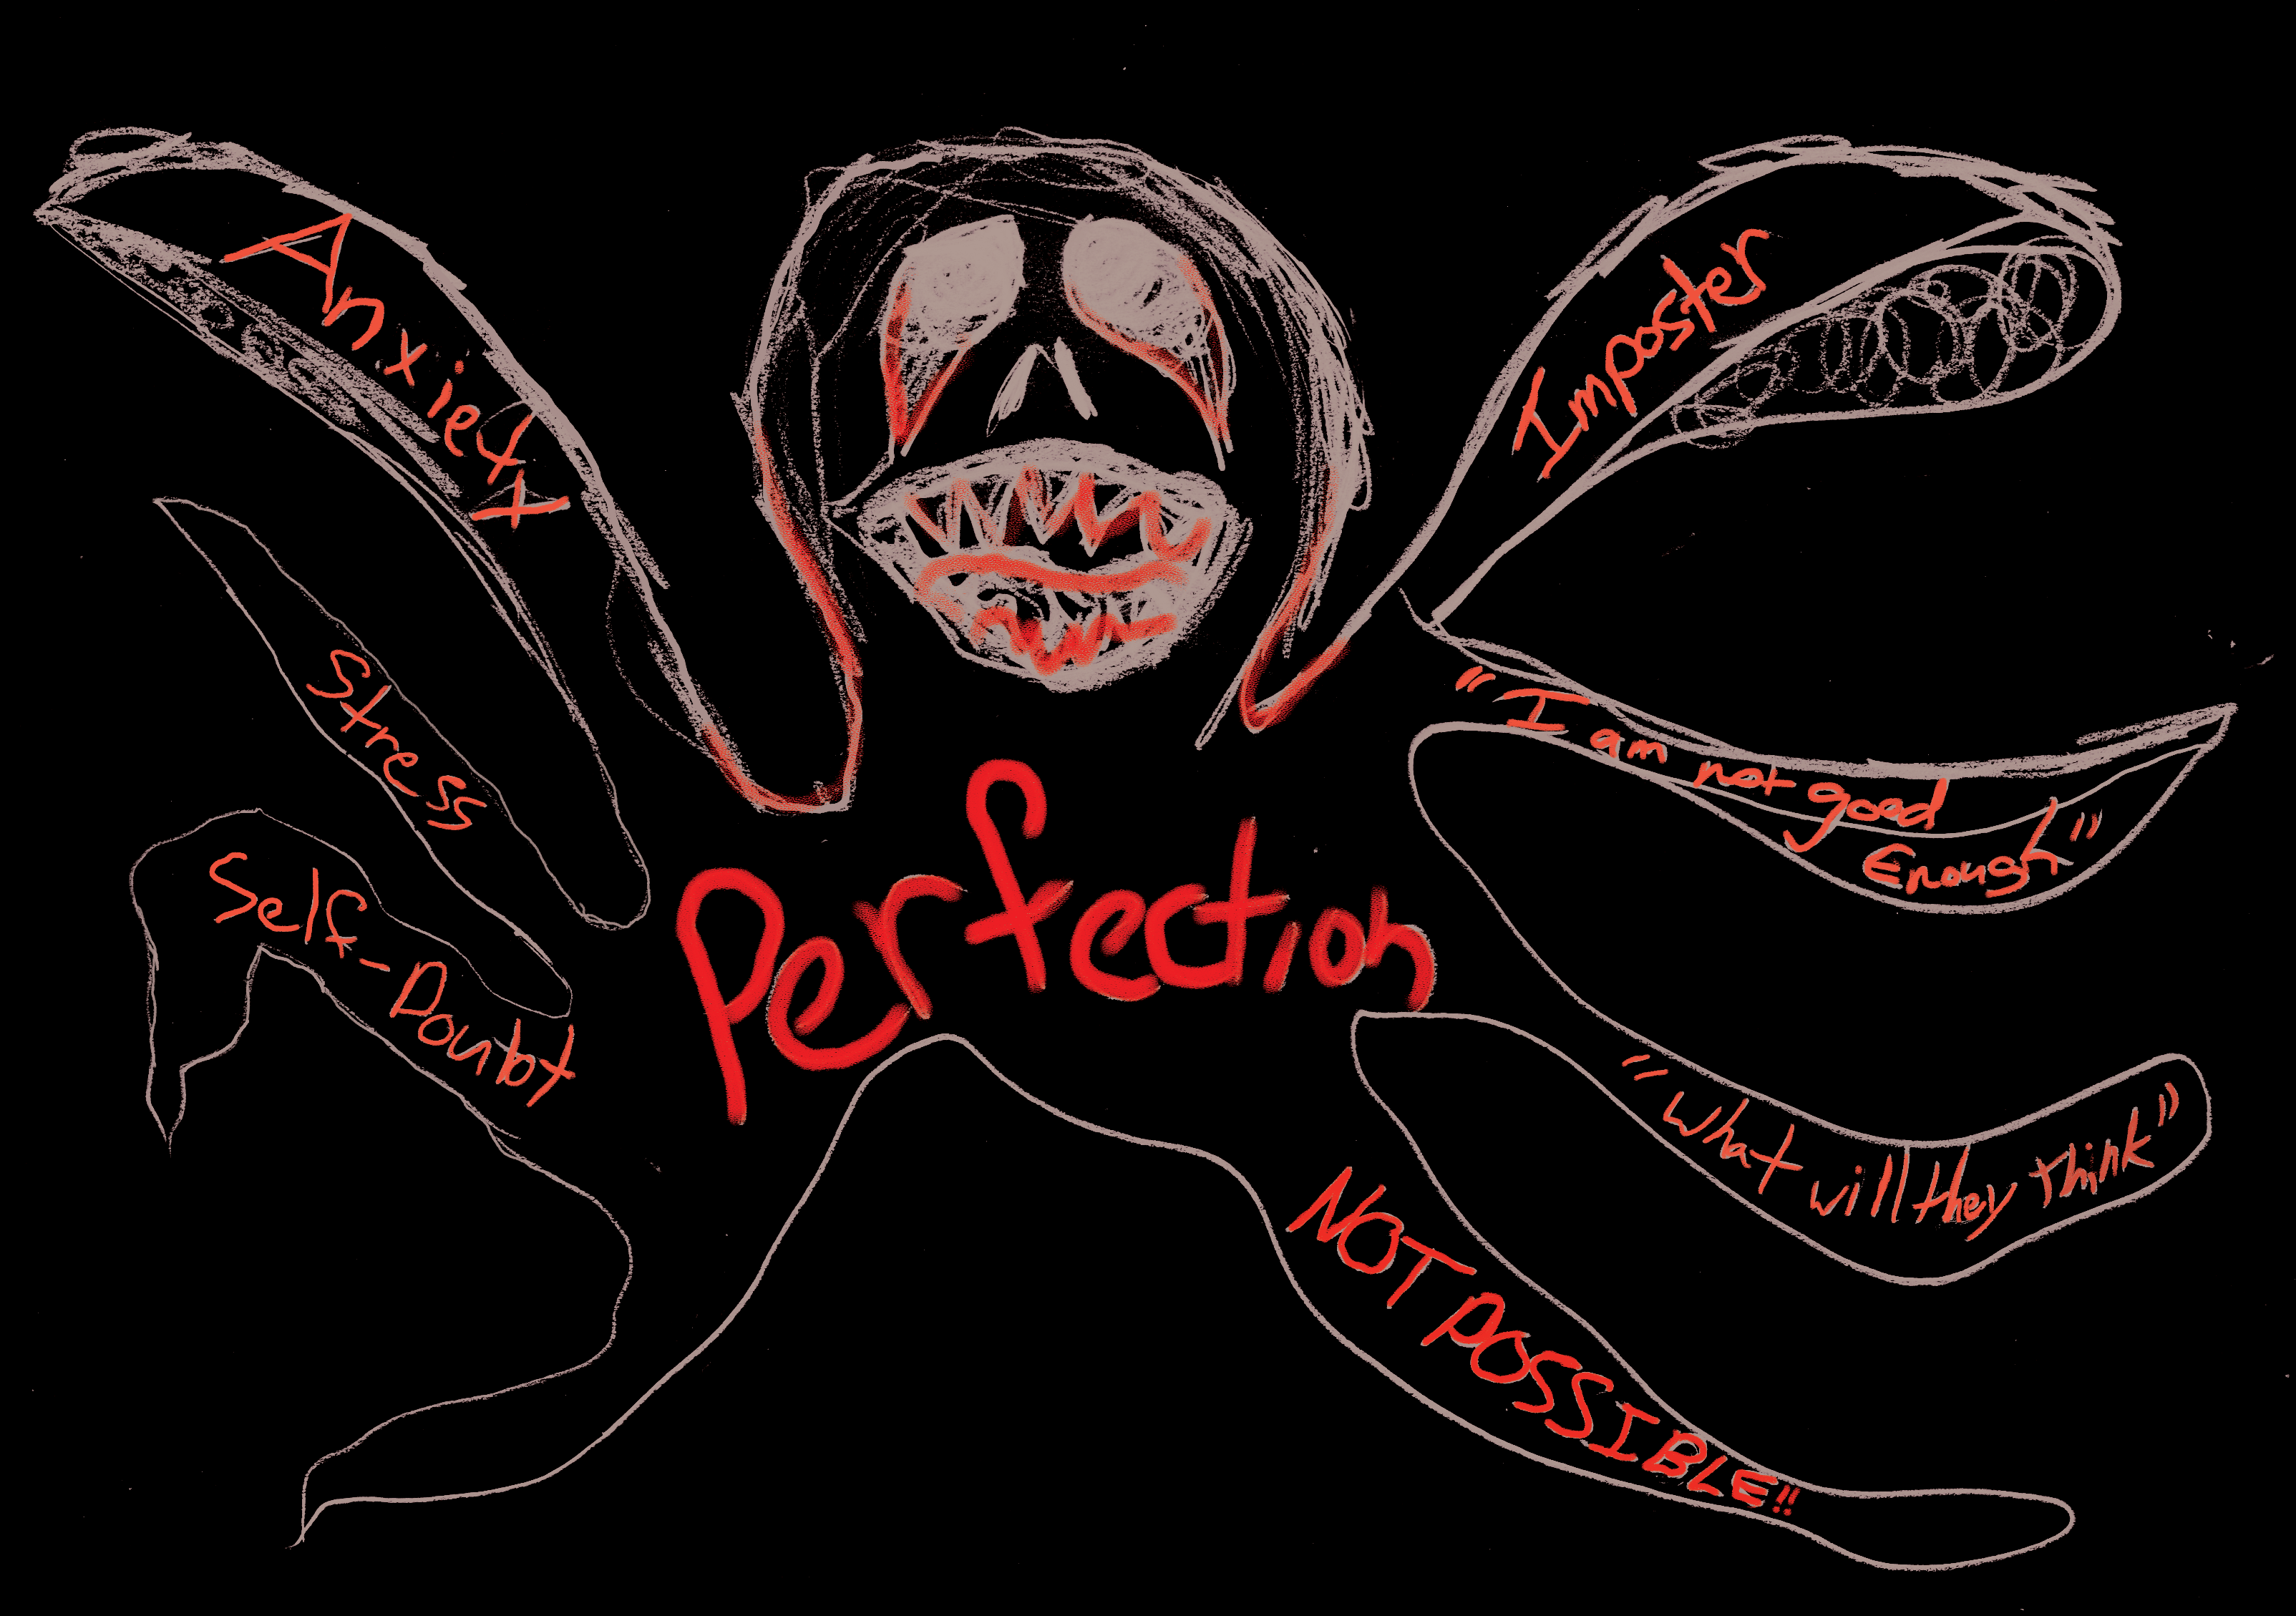 Anxiety
Imposter
Stress
"I am not good
Enough"
Self-Doubt
Perfection
"What will they think"
NOT POSSIBLE!!